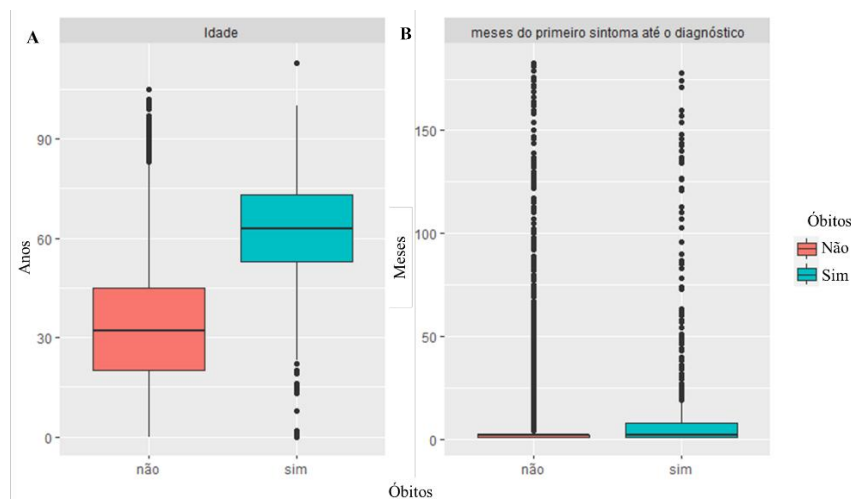 A
Idade
Anos
90
60
30
0
não
sim
B
meses do primeiro sintoma até o diagnóstico
Meses
150
100
50
0
não
sim
Óbitos
Óbitos
Não
Sim